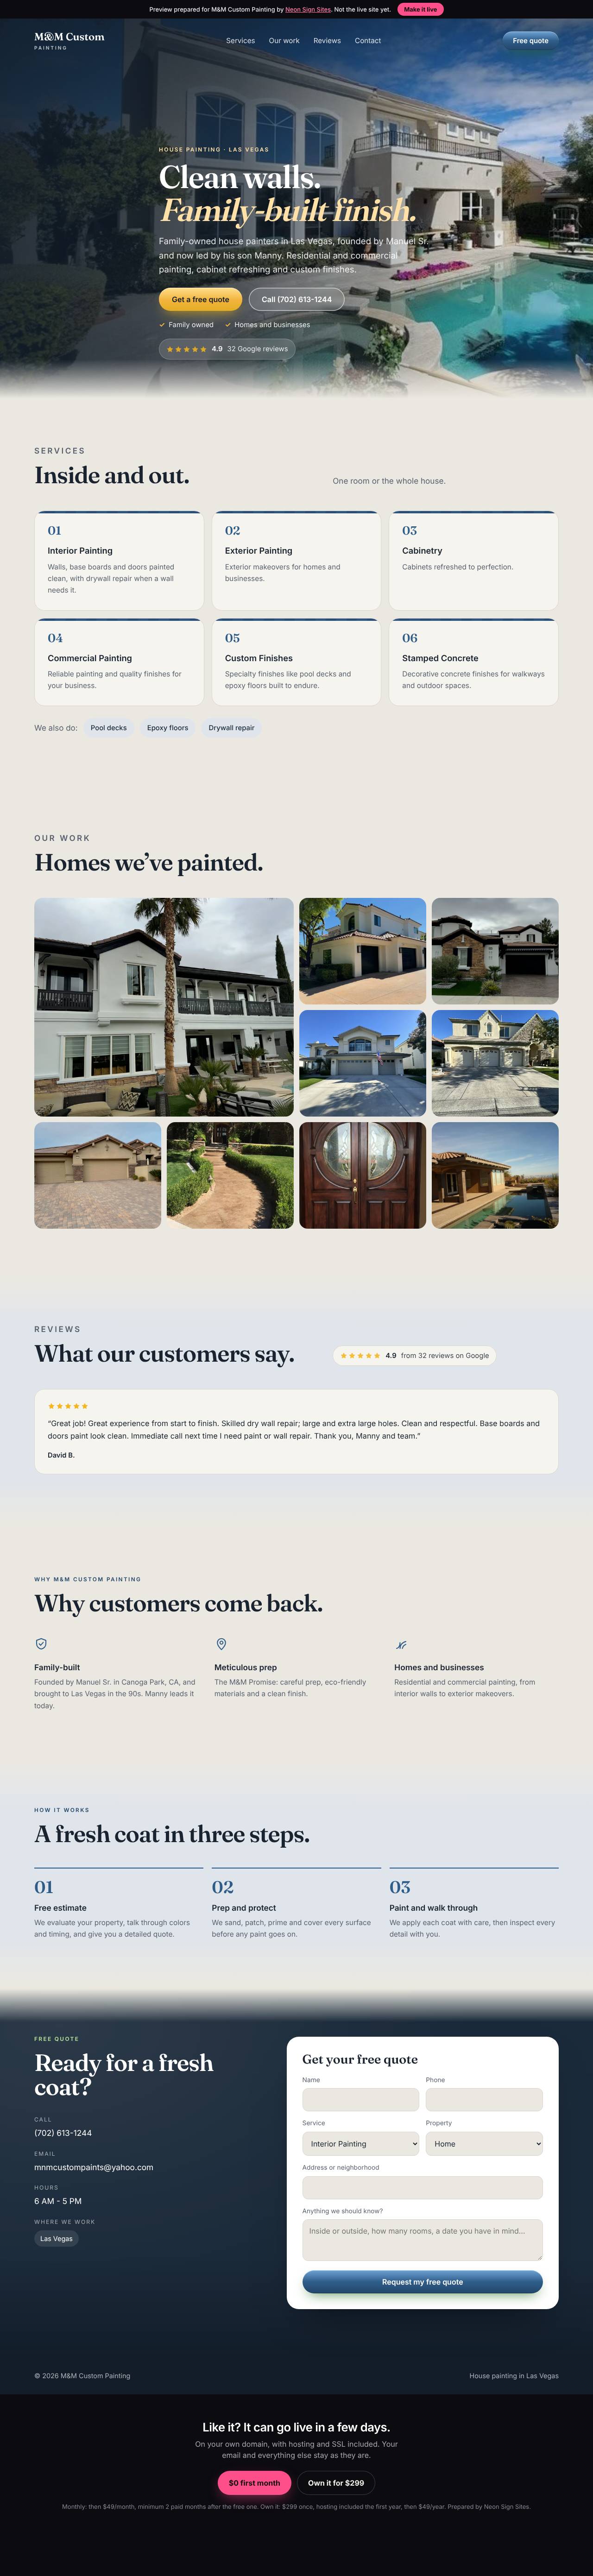 Preview prepared for M&M Custom Painting by Neon Sign Sites. Not the live site yet. Make it live
M&M Custom
PAINTING
Services Our work Reviews Contact
Free quote
HOUSE PAINTING · LAS VEGAS
Clean walls.
Family-built finish.
Family-owned house painters in Las Vegas, founded by Manuel Sr.
and now led by his son Manny. Residential and commercial
painting, cabinet refreshing and custom finishes.
Get a free quote Call (702) 613-1244
✓ Family owned ✓ Homes and businesses
★★★★★ 4.9 32 Google reviews
SERVICES
Inside and out.
One room or the whole house.
01
Interior Painting
Walls, base boards and doors painted
clean, with drywall repair when a wall
needs it.
02
Exterior Painting
Exterior makeovers for homes and
businesses.
03
Cabinetry
Cabinets refreshed to perfection.
04
Commercial Painting
Reliable painting and quality finishes for
your business.
05
Custom Finishes
Specialty finishes like pool decks and
epoxy floors built to endure.
06
Stamped Concrete
Decorative concrete finishes for walkways
and outdoor spaces.
We also do: Pool decks Epoxy floors Drywall repair
OUR WORK
Homes we’ve painted.
REVIEWS
What our customers say.
★★★★★ 4.9 from 32 reviews on Google
★★★★★
“Great job! Great experience from start to finish. Skilled dry wall repair; large and extra large holes. Clean and respectful. Base boards and
doors paint look clean. Immediate call next time I need paint or wall repair. Thank you, Manny and team.”
David B.
WHY M&M CUSTOM PAINTING
Why customers come back.
Family-built
Founded by Manuel Sr. in Canoga Park, CA, and
brought to Las Vegas in the 90s. Manny leads it
today.
Meticulous prep
The M&M Promise: careful prep, eco-friendly
materials and a clean finish.
Homes and businesses
Residential and commercial painting, from
interior walls to exterior makeovers.
HOW IT WORKS
A fresh coat in three steps.
01
Free estimate
We evaluate your property, talk through colors
and timing, and give you a detailed quote.
02
Prep and protect
We sand, patch, prime and cover every surface
before any paint goes on.
03
Paint and walk through
We apply each coat with care, then inspect every
detail with you.
FREE QUOTE
Ready for a fresh
coat?
CALL
(702) 613-1244
EMAIL
mnmcustompaints@yahoo.com
HOURS
6 AM - 5 PM
WHERE WE WORK
Las Vegas
Get your free quote
Name Phone
Service Property
Interior Painting Home
Address or neighborhood
Anything we should know?
Inside or outside, how many rooms, a date you have in mind...
Request my free quote
© 2026 M&M Custom Painting
House painting in Las Vegas
Like it? It can go live in a few days.
On your own domain, with hosting and SSL included. Your
email and everything else stay as they are.
$0 first month Own it for $299
Monthly: then $49/month, minimum 2 paid months after the free one. Own it: $299 once, hosting included the first year, then $49/year. Prepared by Neon Sign Sites.